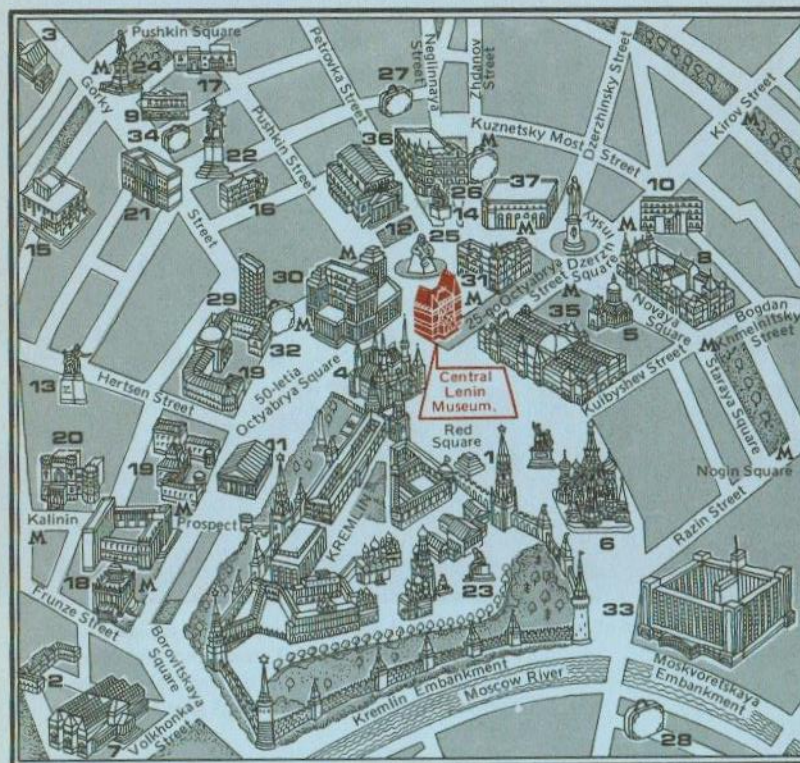 3
Pushkin Square
M
24
17
Gorky
9
34
22
Street
Petrovka Street
Neglinnaya
Street
Zhdanov
Street
Dzerzhinsky Street
Kirov Street
M
27
Pushkin Street
36
Kuznetsky Most Street
M
26
37
10
15
21
16
12
14
25
M
M
Dzerzhinsky
Square
M
8
30
M
31
M
25-go Octyabrya
Street
35
5
Novaya
Square
Bogdan
Khmelnitsky
Street
29
M
32
4
13
Hertsen Street
19
50-letia
Octyabrya Square
Central
Lenin
Museum.
Kuibyshev Street
M
Staraya Square
M
Red
Square
20
19
11
1
Nogin Square
Kalinin
Prospect
M
M
KREMLIN
6
Razin Street
18
M
23
33
Frunze Street
Borovitskaya
Square
2
7
Volkhonka
Street
Kremlin Embankment
Moscow River
Moskvoretskaya
Embankment
28